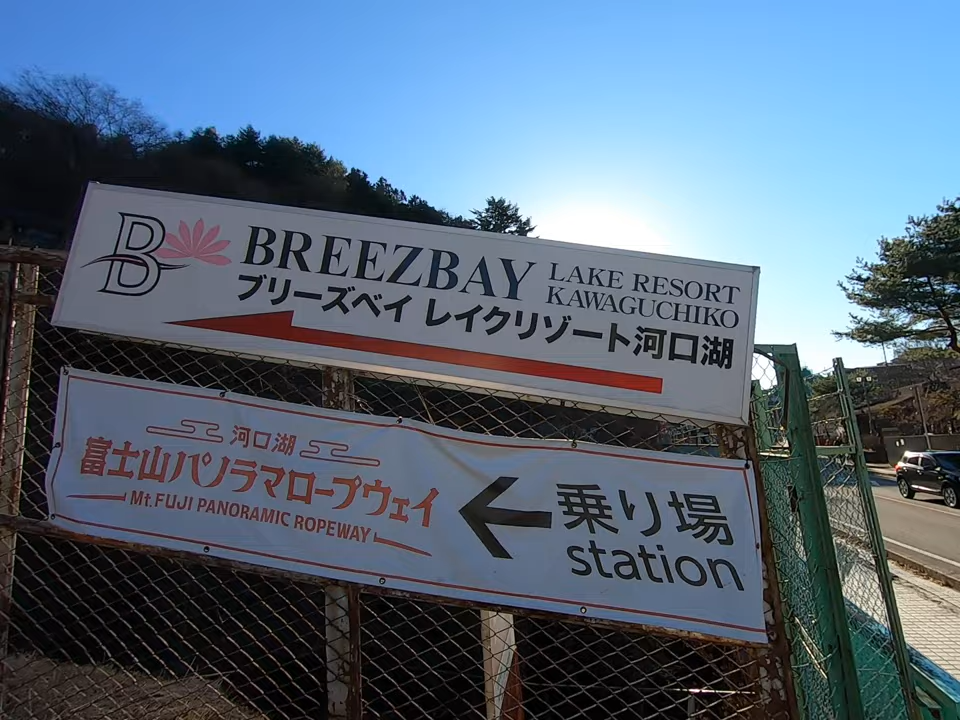 B BREEZBAY LAKE RESORT
KAWAGUCHIKO
ブリーズベイ レイクリゾート河口湖
河口湖
富士山パノラマロープウェイ
Mt.FUJI PANORAMIC ROPEWAY
乗り場
station